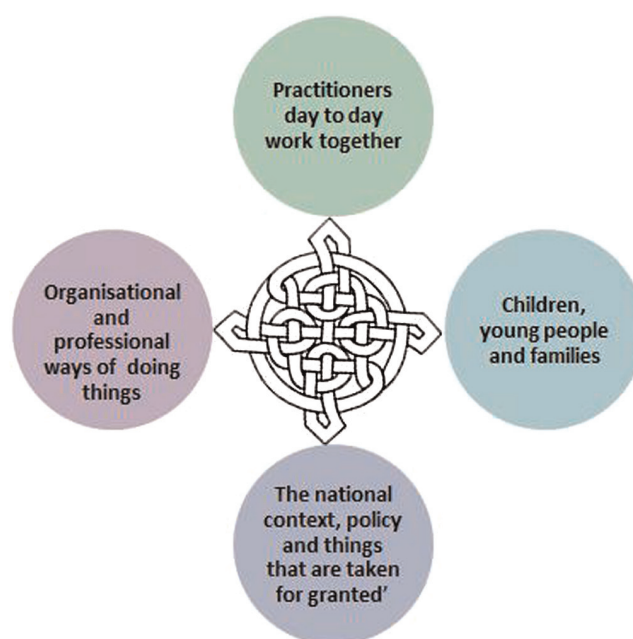 Practitioners
day to day
work together
Organisational
and
professional
ways of doing
things
Children,
young people
and families
The national
context, policy
and things
that are taken
for granted’